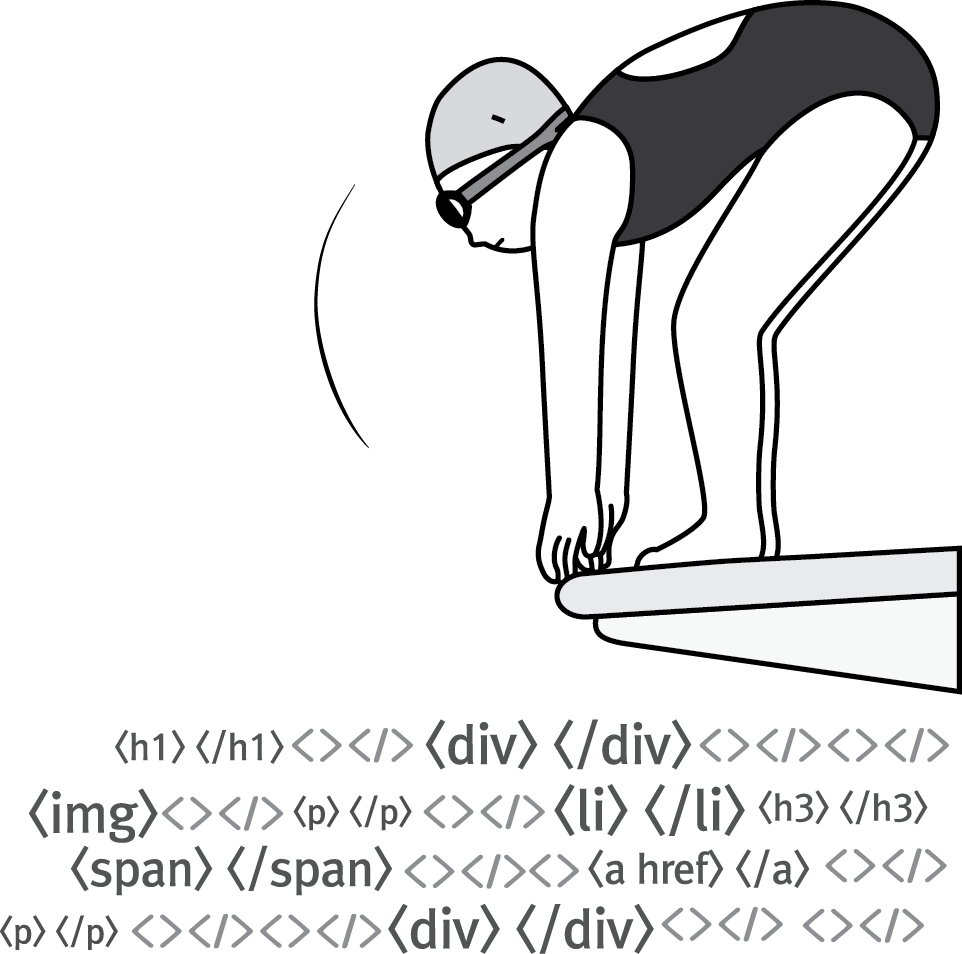 <h1> </h1> <> </> <div> </div> <> </> <> </>
<img> <> </> <p> </p> <> </> <li> </li> <h3> </h3>
<span> </span> <> </> <> <a href> </a> <> </>
<p> </p> <> </> <> </> <div> </div> <> </> <> </>